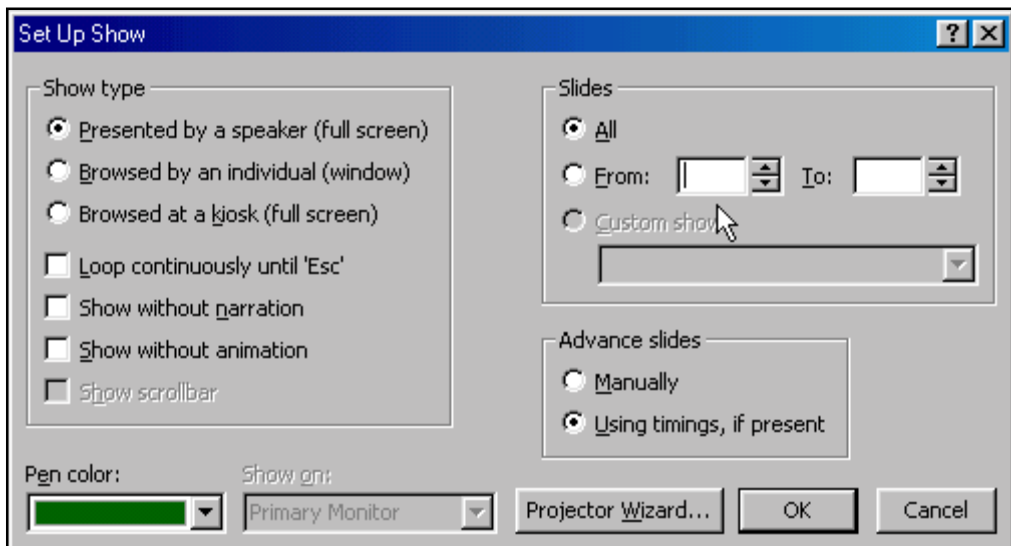 Set Up Show
Show type
Presented by a speaker (full screen)
Browsed by an individual (window)
Browsed at a kiosk (full screen)
Loop continuously until 'Esc'
Show without narration
Show without animation
Show scrollbar
Slides
All
From: To:
Custom show
Advance slides
Manually
Using timings, if present
Pen color: Show on:
Primary Monitor Projector Wizard... OK Cancel